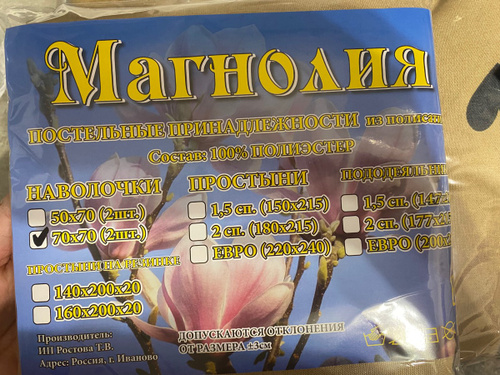 Магнолия
ПОСТЕЛЬНЫЕ ПРИНАДЛЕЖНОСТИ из
Состав: 100% ПОЛИЭСТЕР
НАВОЛОЧКИ
50x70 (2шт.)
70x70 (2шт.)
ПРОСТЫНИ НА РЕЗИНКЕ
140x200x20
160x200x20
ПРОСТЫНИ
1,5 сп. (150x215)
2 сп. (180x215)
ЕВРО (220x240)
1,5 сп.
2 сп.
ЕВРО
Производитель:
ИП Ростова Т.В.
Адрес: Россия, г. Иваново
ДОПУСКАЮТСЯ ОТКЛОНЕНИЯ
ОТ РАЗМЕРА ±3см